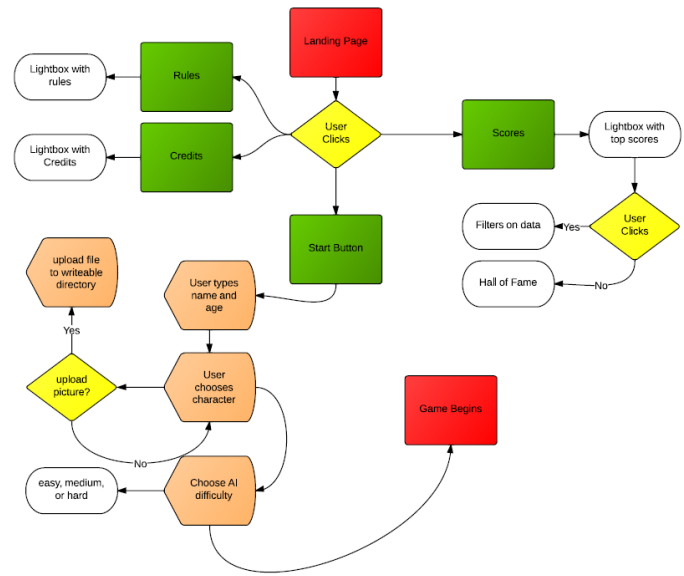 Landing Page
Lightbox with
rules
Rules
User
Clicks
Scores
Lightbox with
top scores
Lightbox with
Credits
Credits
Filters on data
Yes
User
Clicks
Start Button
upload file
to writeable
directory
User types
name and
age
Hall of Fame
No
Yes
upload
picture?
User
chooses
character
Game Begins
No
easy, medium,
or hard
Choose AI
difficulty